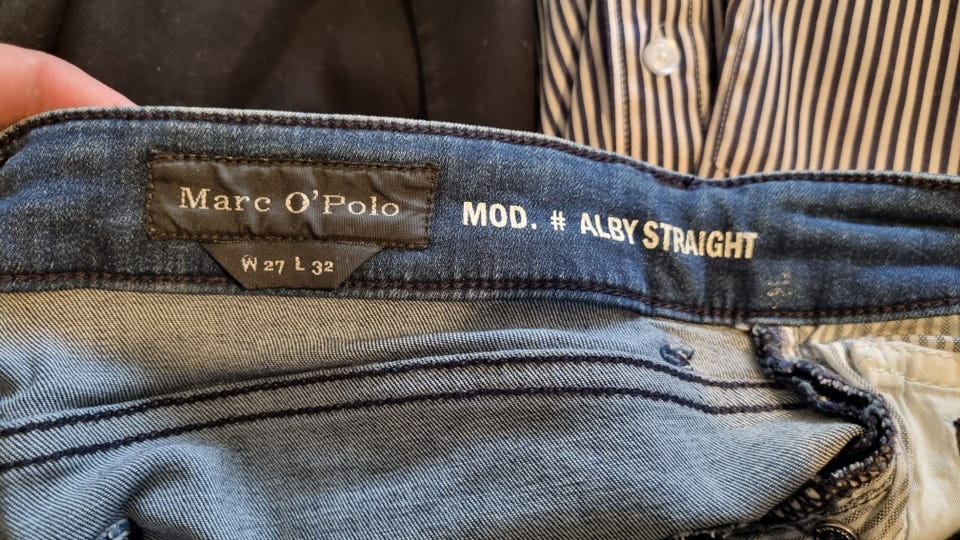 Marc O'Polo
W 27 L 32
MOD. # ALBY STRAIGHT